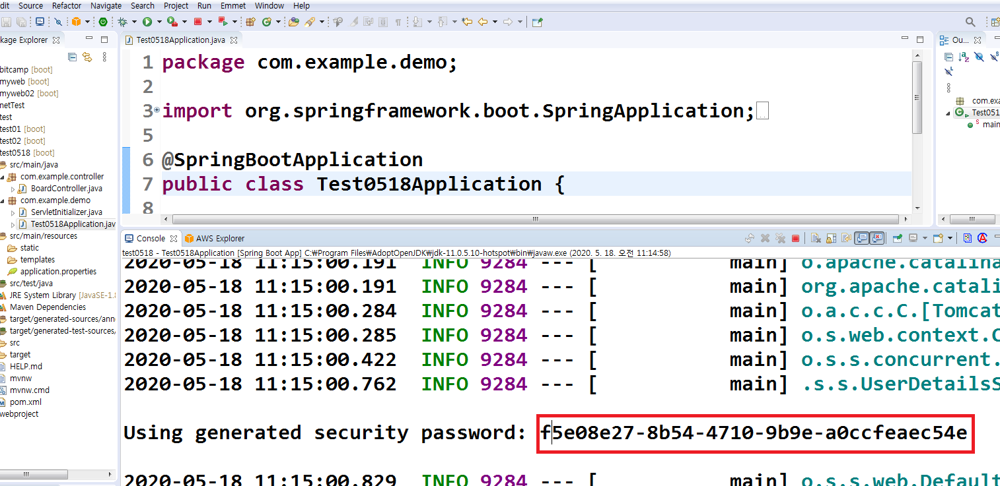 dit Source Refactor Navigate Search Project Run Emmet Window Help
kage Explorer
Test0518Application.java
Ou...
bitcamp [boot]
myweb [boot]
myweb02 [boot]
netTest
test
test01 [boot]
test02 [boot]
test0518 [boot]
src/main/java
com.example.controller
BoardController.java
com.example.demo
ServletInitializer.java
Test0518Application.jav
src/main/resources
static
templates
application.properties
src/test/java
JRE System Library [JavaSE-1.8
Maven Dependencies
target/generated-sources/ann
target/generated-test-sources/
src
target
HELP.md
mvnw
mvnw.cmd
pom.xml
webproject
1 package com.example.demo;
2
3 import org.springframework.boot.SpringApplication;
5
6 @SpringBootApplication
7 public class Test0518Application {
8
com.exa
Test051
main
Console
AWS Explorer
test0518 - Test0518Application [Spring Boot App] C:₩Program Files₩AdoptOpenJDK₩jdk-11.0.5.10-hotspot₩bin₩javaw.exe (2020. 5. 18. 오전 11:14:58)
2020-05-18 11:15:00.191 INFO 9284 --- [ main] o.apache.catalina
2020-05-18 11:15:00.191 INFO 9284 --- [ main] org.apache.catali
2020-05-18 11:15:00.284 INFO 9284 --- [ main] o.a.c.c.C.[Tomcat
2020-05-18 11:15:00.285 INFO 9284 --- [ main] o.s.web.context.C
2020-05-18 11:15:00.422 INFO 9284 --- [ main] o.s.s.concurrent.
2020-05-18 11:15:00.762 INFO 9284 --- [ main] .s.s.UserDetailsS
Using generated security password: f5e08e27-8b54-4710-9b9e-a0ccfeaec54e
2020-05-18 11:15:00.829 INFO 9284 --- [ main] o.s.s.web.Default